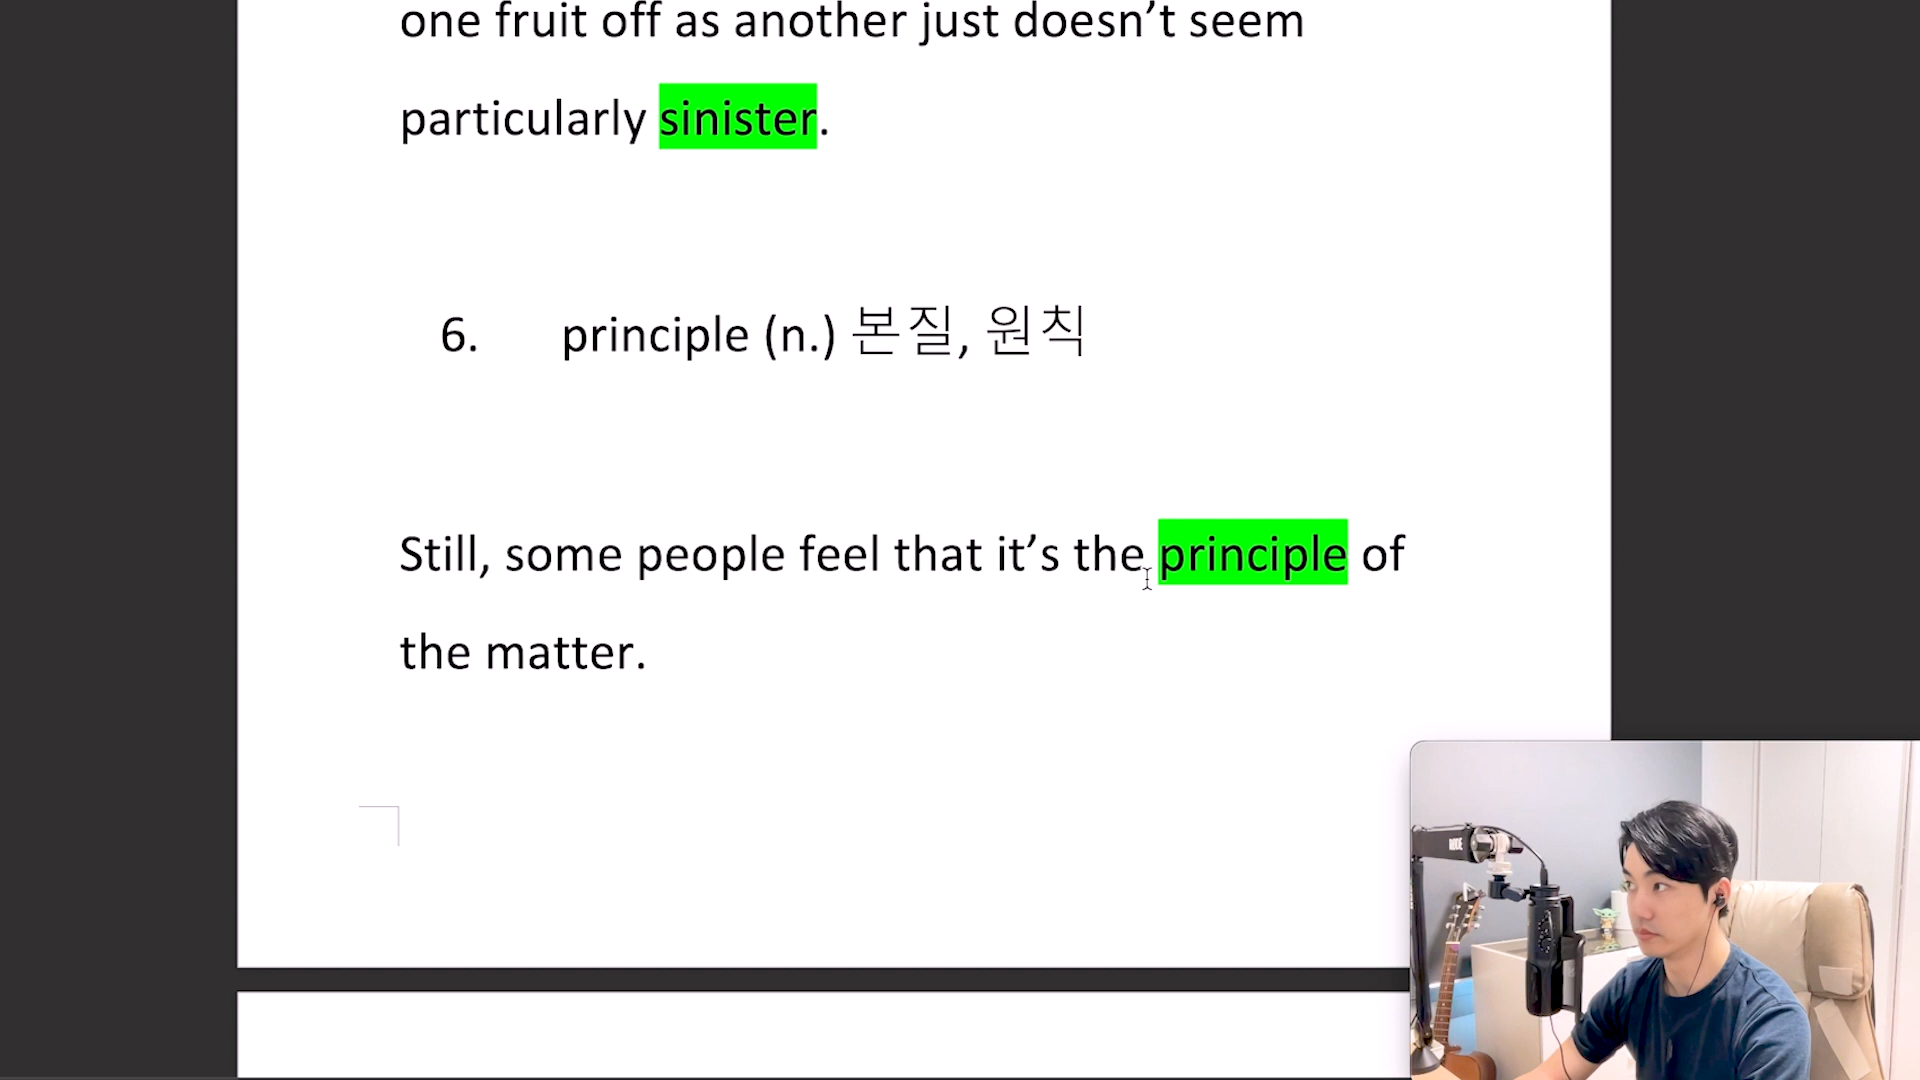 one fruit off as another just doesn’t seem
particularly sinister.
6. principle (n.) 본질, 원칙
Still, some people feel that it’s the principle of
the matter.
RODE